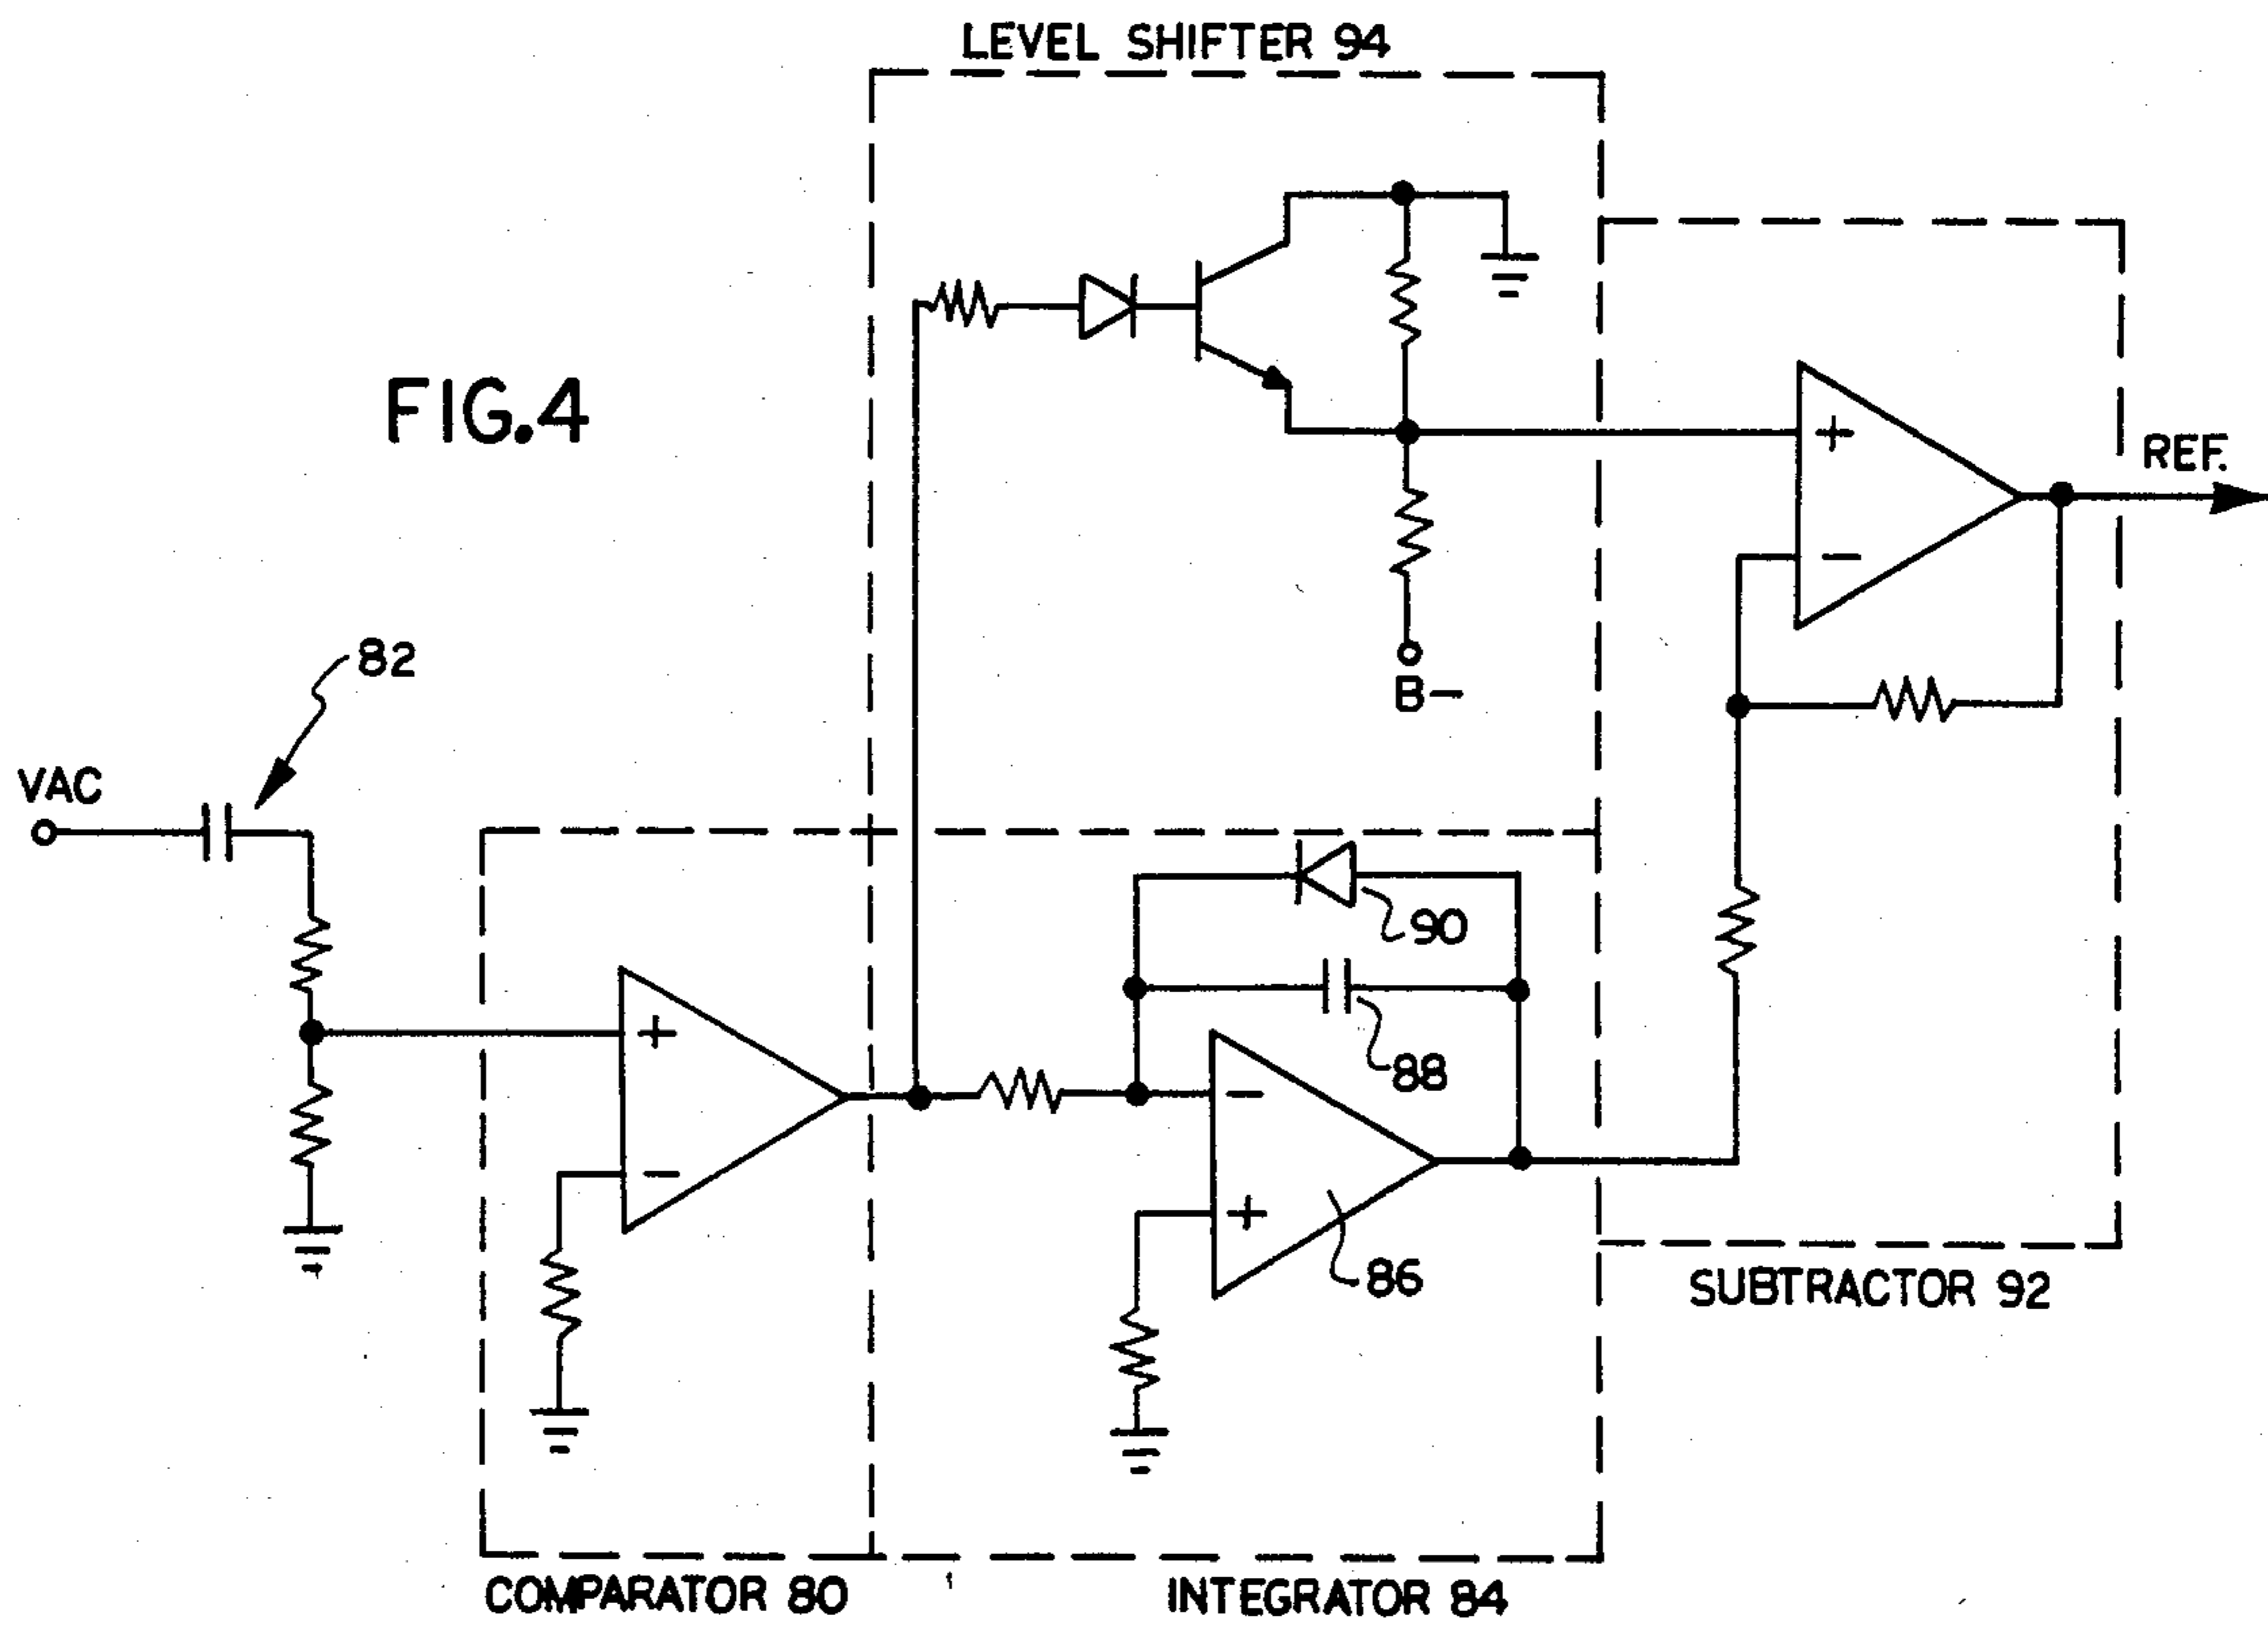 LEVEL SHIFTER 94
FIG.4
+
REF.
−
82
B−
VAC
90
+
88
−
−
+
86
SUBTRACTOR 92
COMPARATOR 80
INTEGRATOR 84